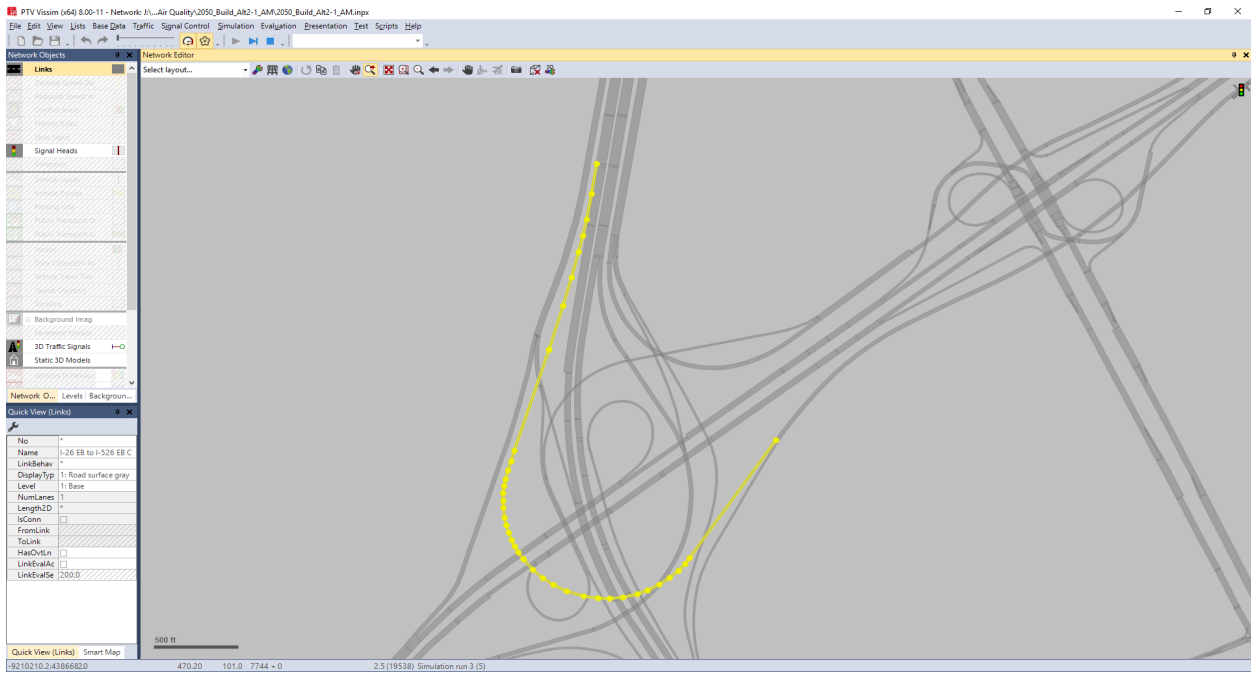 PTV Vissim (x64) 8.00-11 - Network: J:\...Air Quality\2050_Build_Alt2-1_AM\2050_Build_Alt2-1_AM.inpx
File Edit View Lists Base Data Traffic Signal Control Simulation Evaluation Presentation Test Scripts Help
Network Objects
Network Editor
Links
Select layout...
Signal Heads
Background Imag
3D Traffic Signals
Static 3D Models
Network O... Levels Backgroun...
Quick View (Links)
No *
Name I-26 EB to I-526 EB C
LinkBehav *
DisplayTyp 1: Road surface gray
Level 1: Base
NumLanes 1
Length2D *
IsConn
FromLink
ToLink
HasOvtLn
LinkEvalAc
LinkEvalSe 200.0
500 ft
Quick View (Links) Smart Map
-9210210.2:4386682.0 470.20 101.0 7744 + 0 2.5 (19538) Simulation run 3 (5)